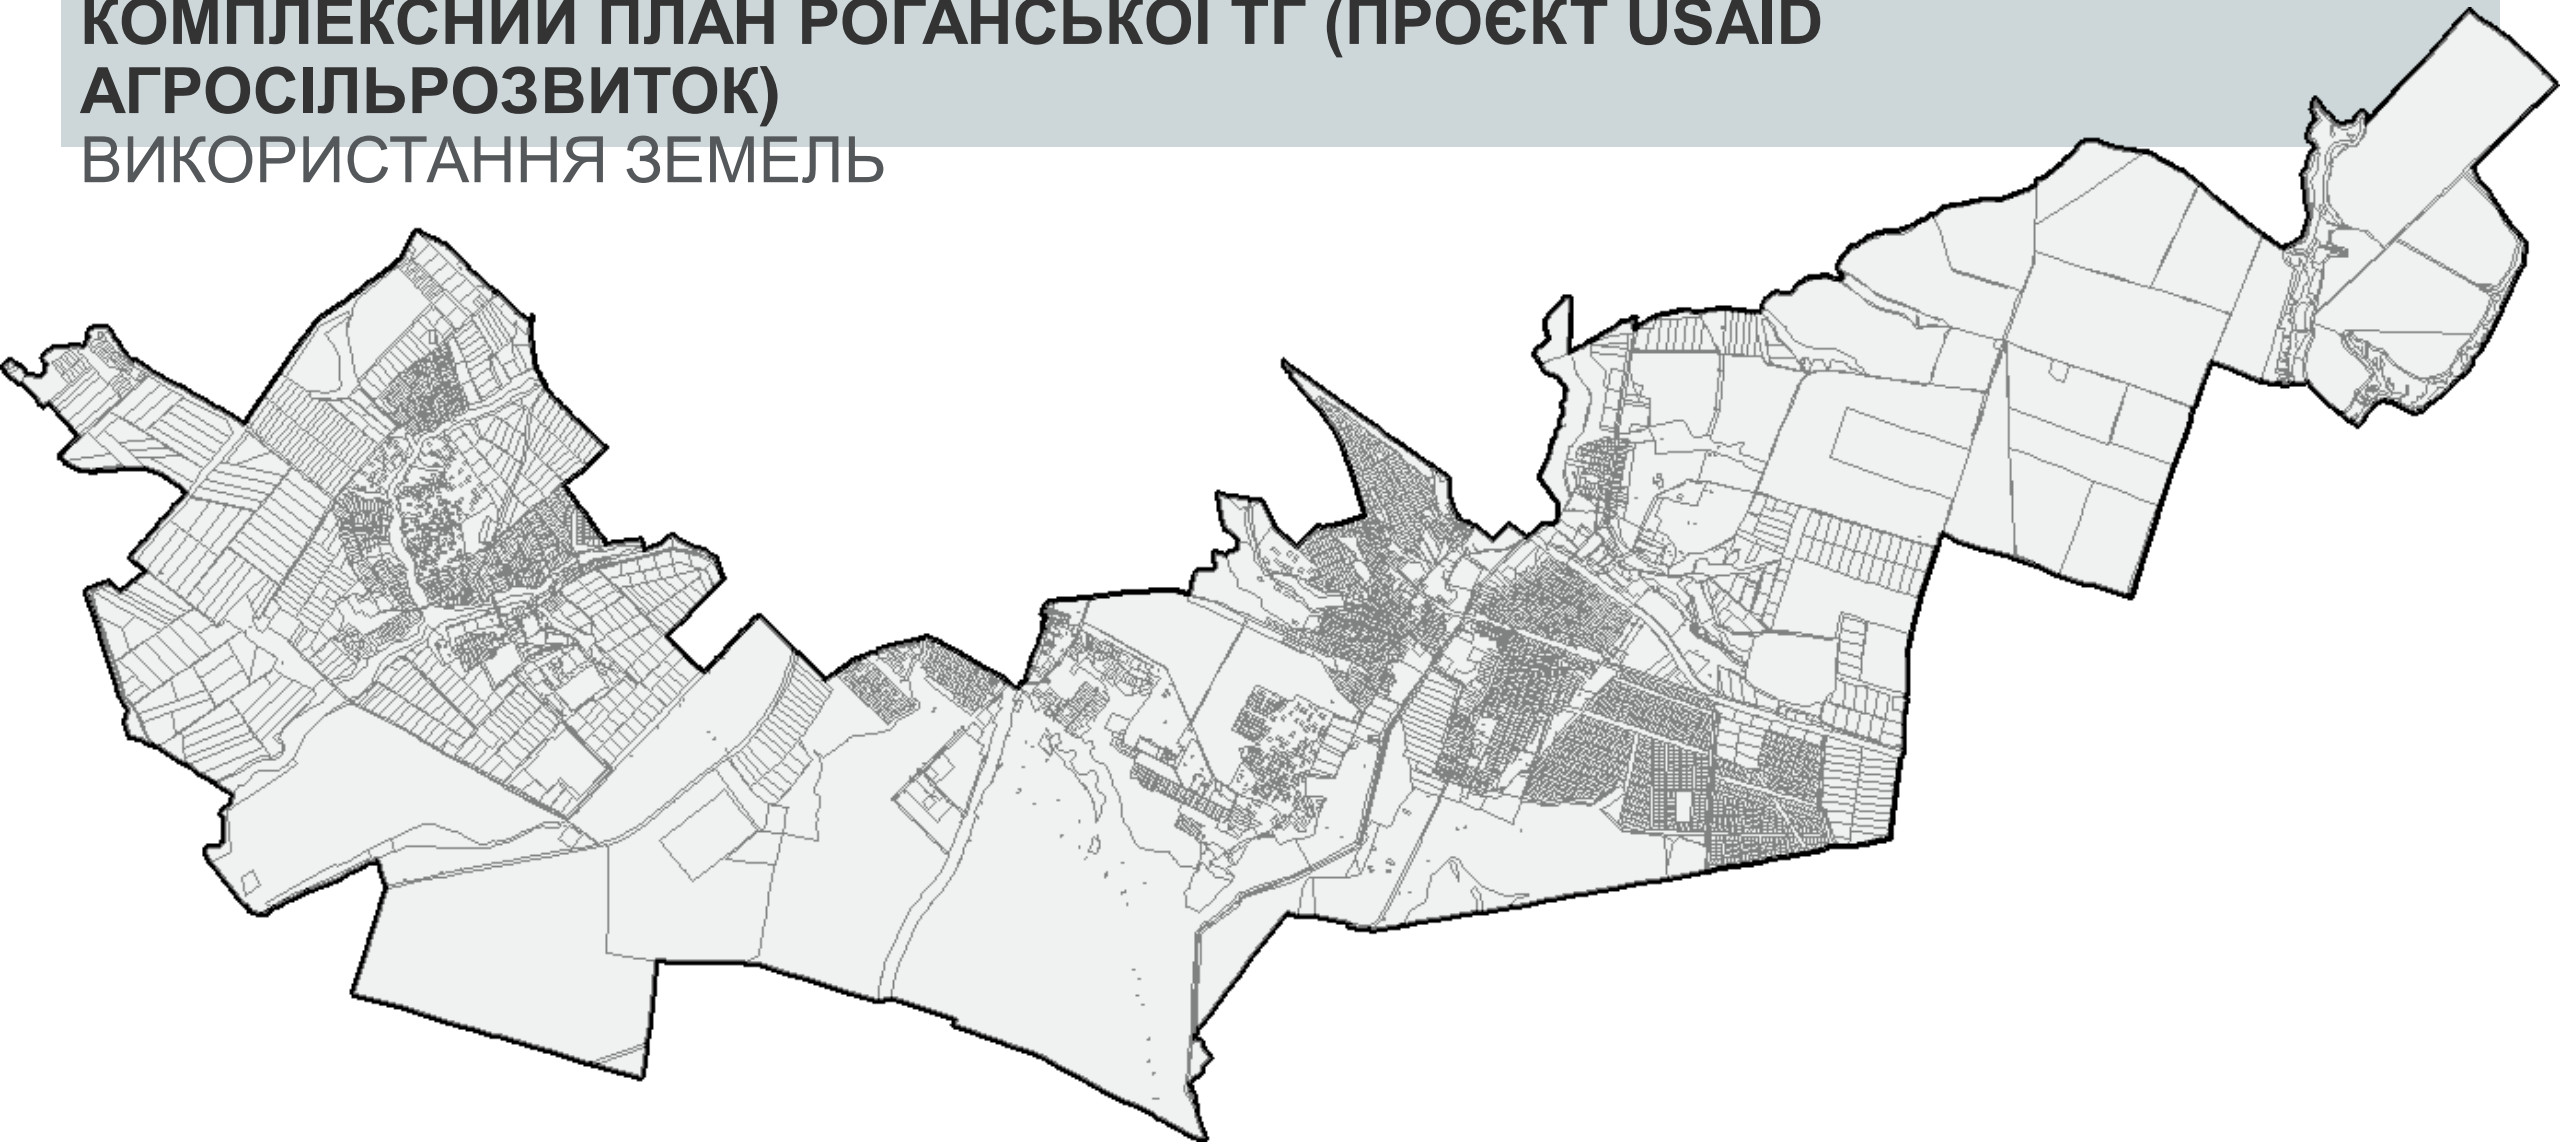 КОМПЛЕКСНИЙ ПЛАН РОГАНСЬКОЇ ТГ (ПРОЄКТ USAID
АГРОСІЛЬРОЗВИТОК)
ВИКОРИСТАННЯ ЗЕМЕЛЬ